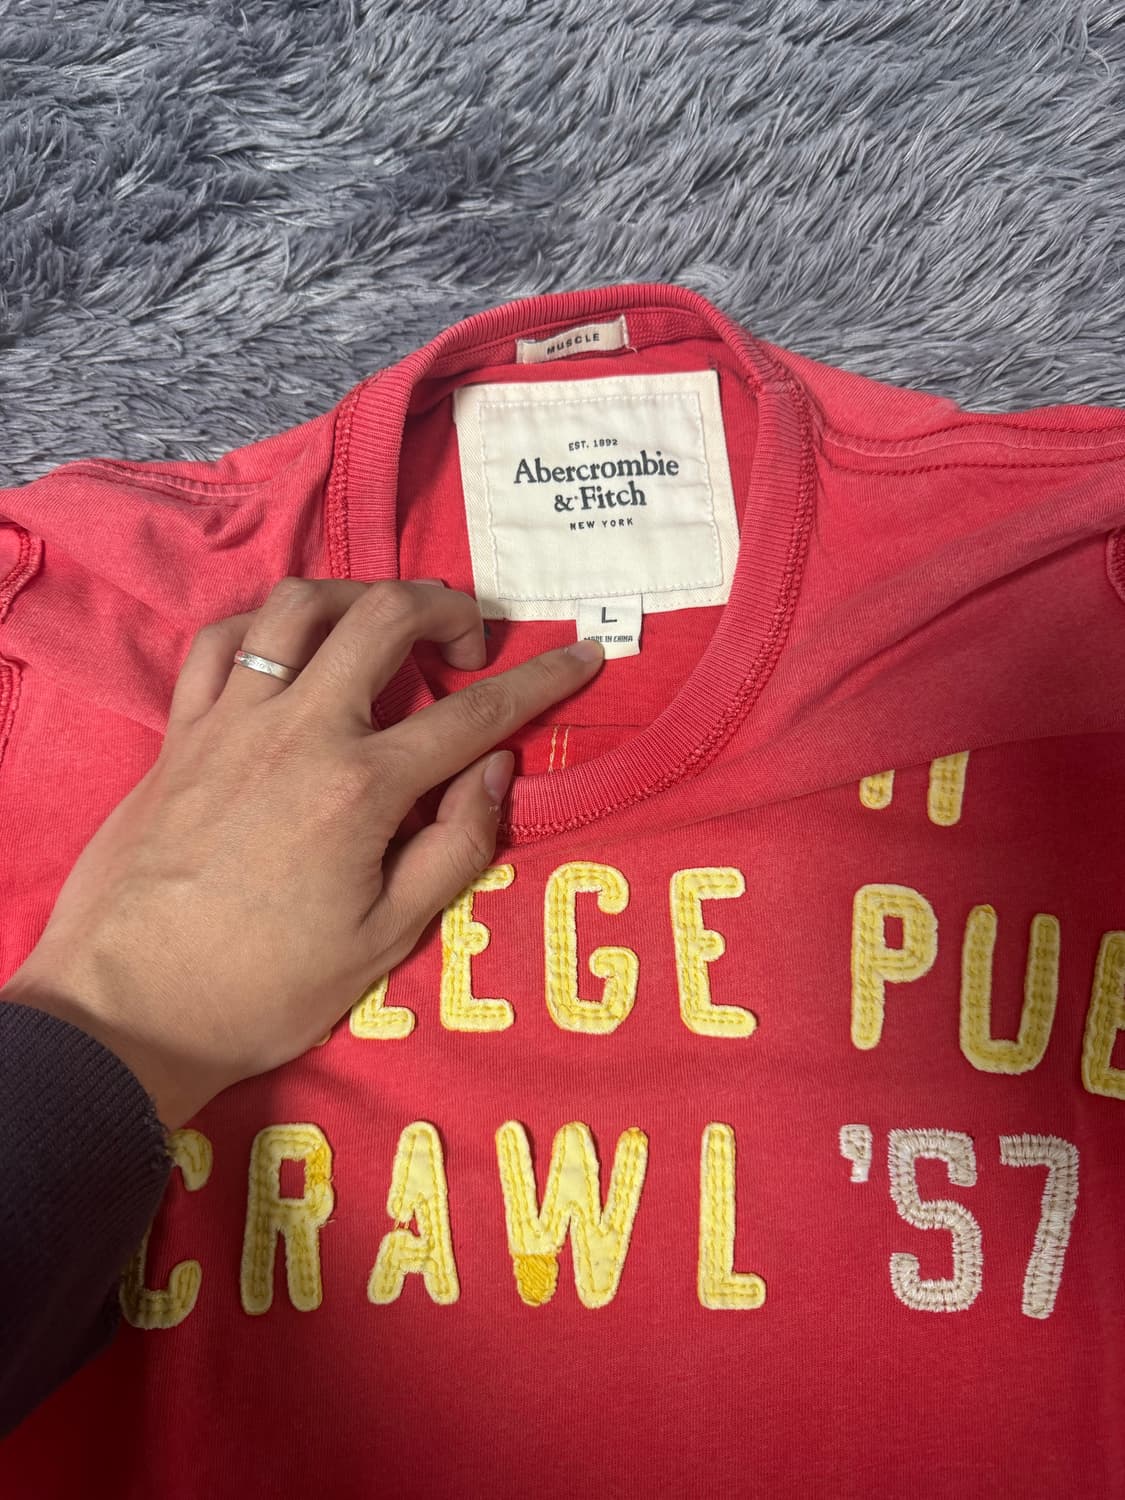 MUSCLE
EST. 1892
Abercrombie
& Fitch
NEW YORK
L
MADE IN CHINA
LEGE PUB
CRAWL '57